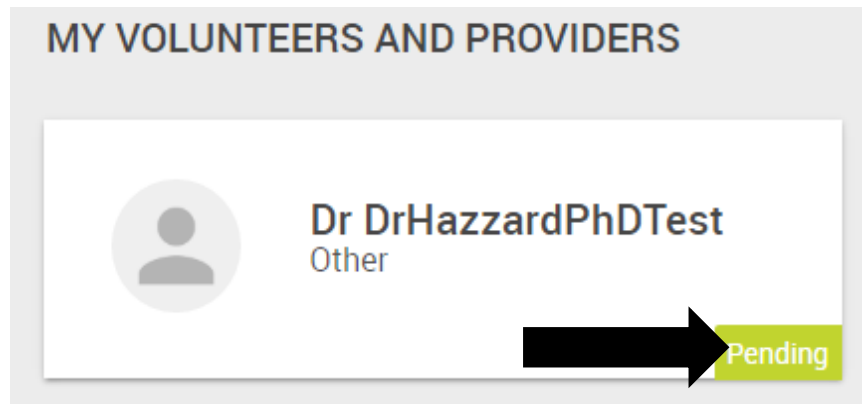 MY VOLUNTEERS AND PROVIDERS
Dr DrHazzardPhDTest
Other
Pending